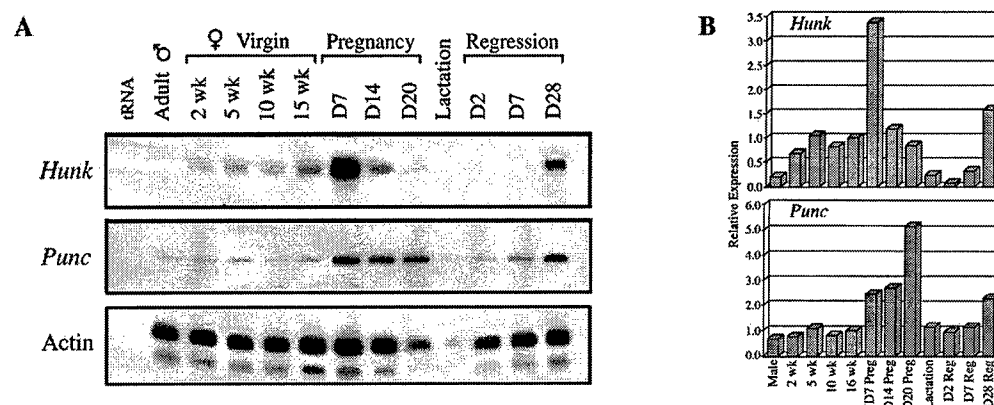 A
♀ Virgin
Pregnancy
Regression
tRNA
Adult ♂
2 wk
5 wk
10 wk
15 wk
D7
D14
D20
Lactation
D2
D7
D28
Hunk
Punc
Actin
B
Relative Expression
Hunk
3.5
3.0
2.5
2.0
1.5
1.0
0.5
0.0
Punc
6.0
5.0
4.0
3.0
2.0
1.0
0.0
Male
2 wk
5 wk
10 wk
16 wk
D7 Preg
D14 Preg
D20 Preg
Lactation
D2 Reg
D7 Reg
D28 Reg